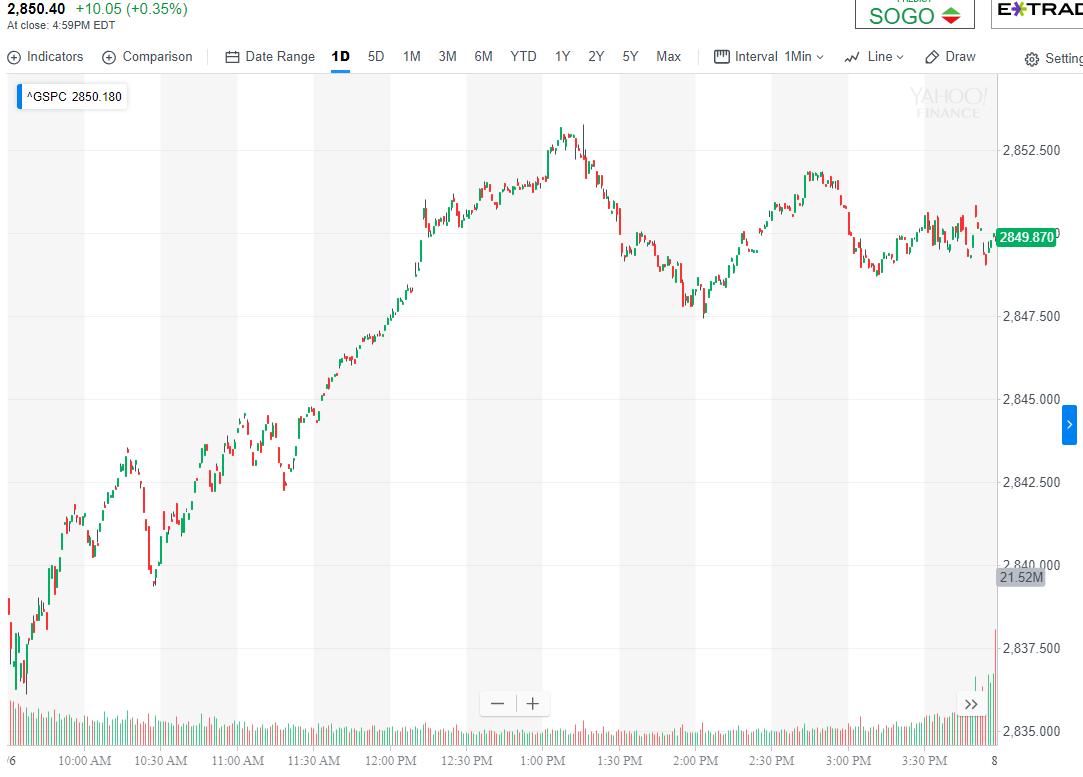 2,850.40 +10.05 (+0.35%)
At close: 4:59PM EDT
PREDICT
SOGO
E*TRAD
Indicators Comparison Date Range 1D 5D 1M 3M 6M YTD 1Y 2Y 5Y Max Interval 1Min Line Draw Setting
^GSPC 2850.180
YAHOO!
FINANCE
2,852.500
2849.870
2,847.500
2,845.000
2,842.500
2,840.000
21.52M
2,837.500
2,835.000
/6 10:00 AM 10:30 AM 11:00 AM 11:30 AM 12:00 PM 12:30 PM 1:00 PM 1:30 PM 2:00 PM 2:30 PM 3:00 PM 3:30 PM 8